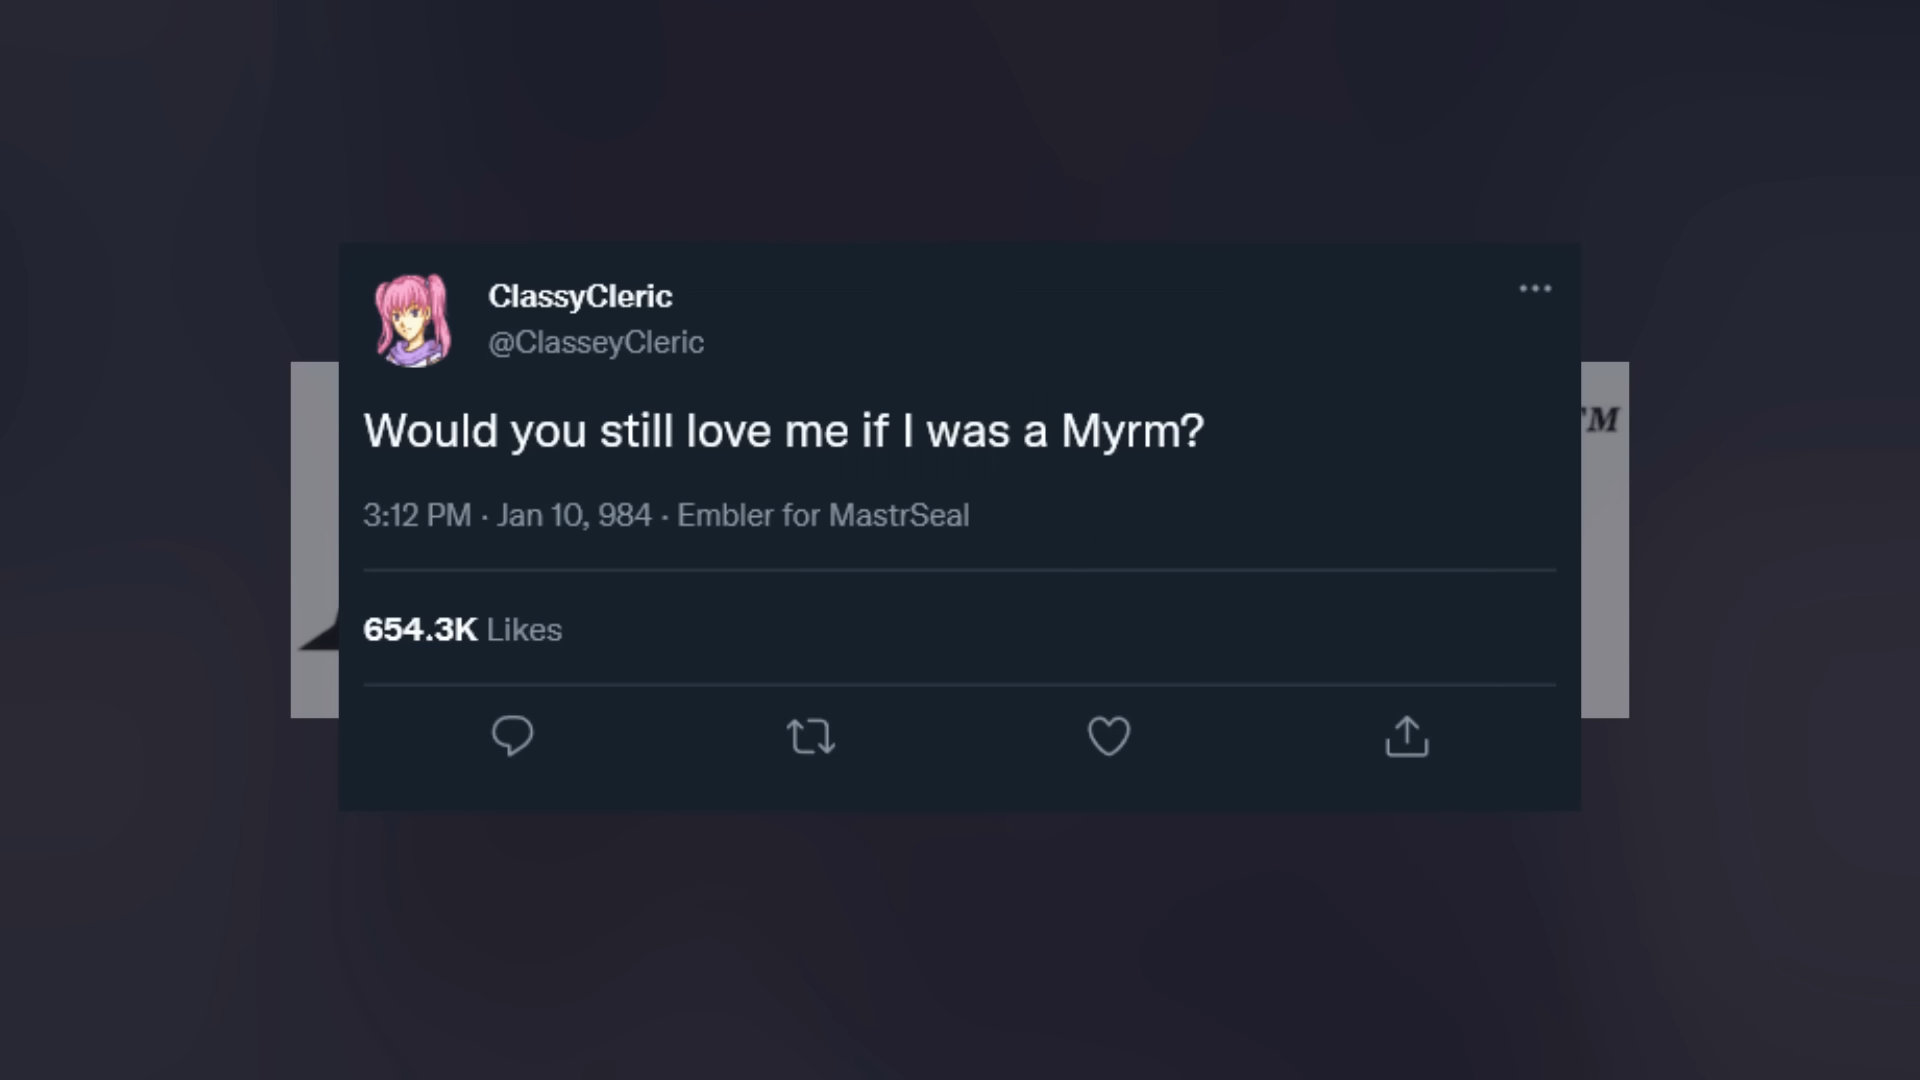 ClassyCleric
@ClasseyCleric
TM
Would you still love me if I was a Myrm?
3:12 PM · Jan 10, 984 · Embler for MastrSeal
654.3K Likes